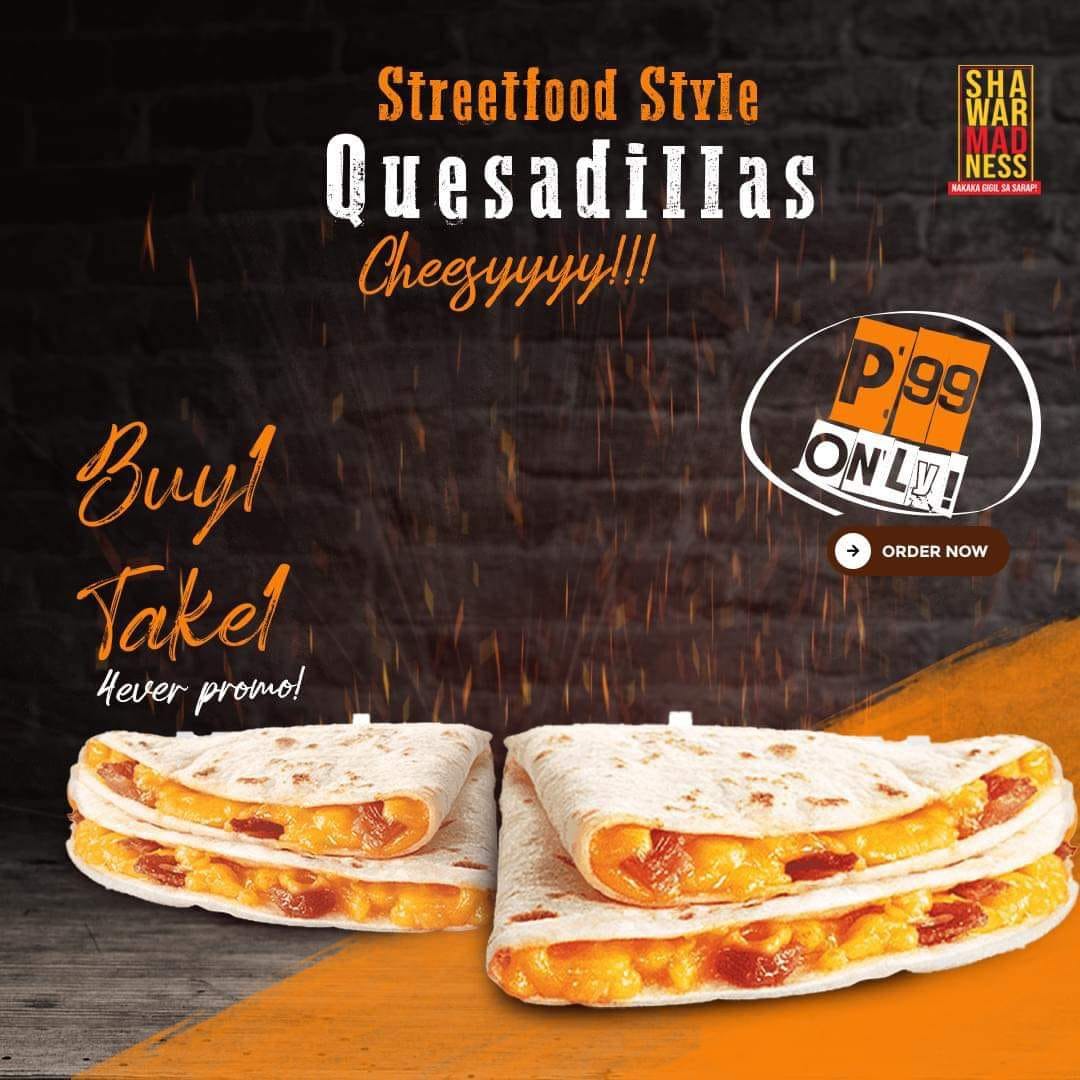 Streetfood Style
Quesadillas
Cheesyyyy!!!
SHA
WAR
MAD
NESS
NAKAKA GIGIL SA SARAP!
P.99
ONLy!
ORDER NOW
Buy1
Take1
4ever promo!